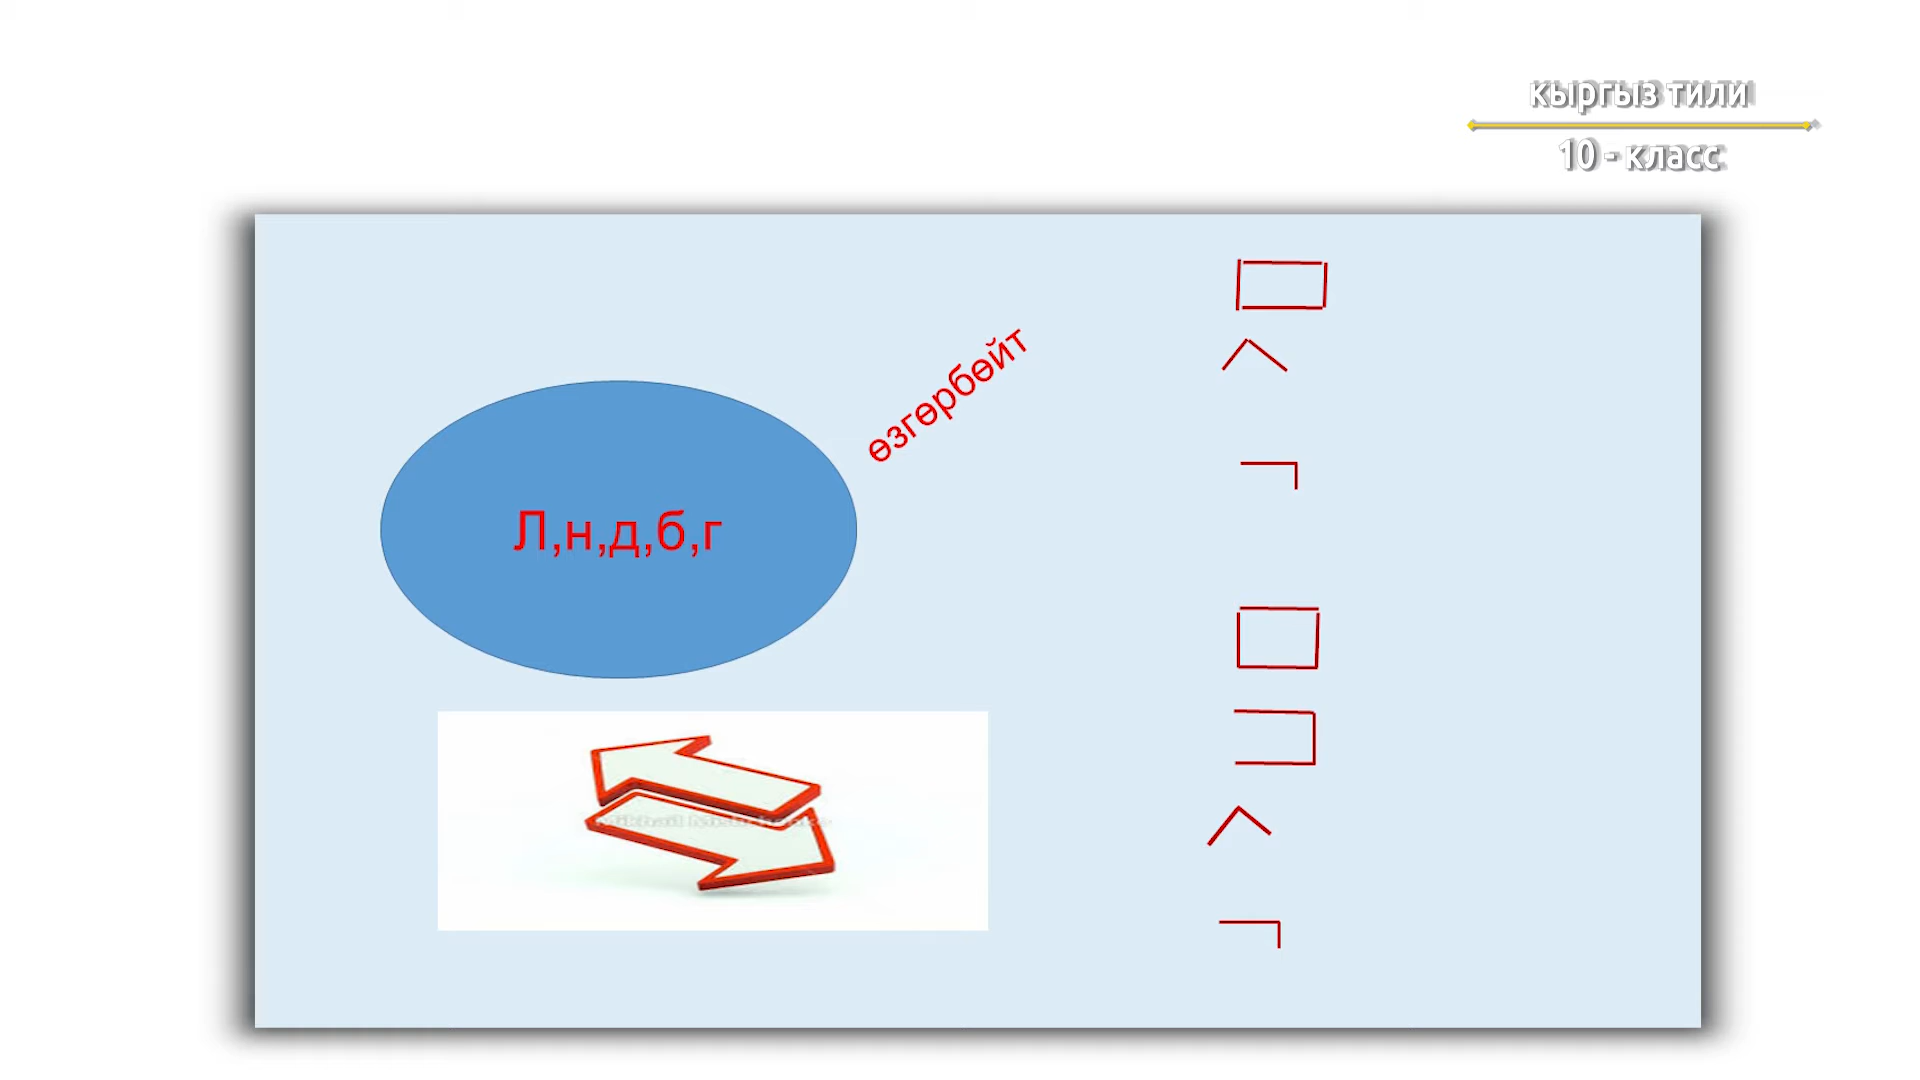 кыргыз тили
10 - класс
өзгөрбөйт
Л,н,д,б,г